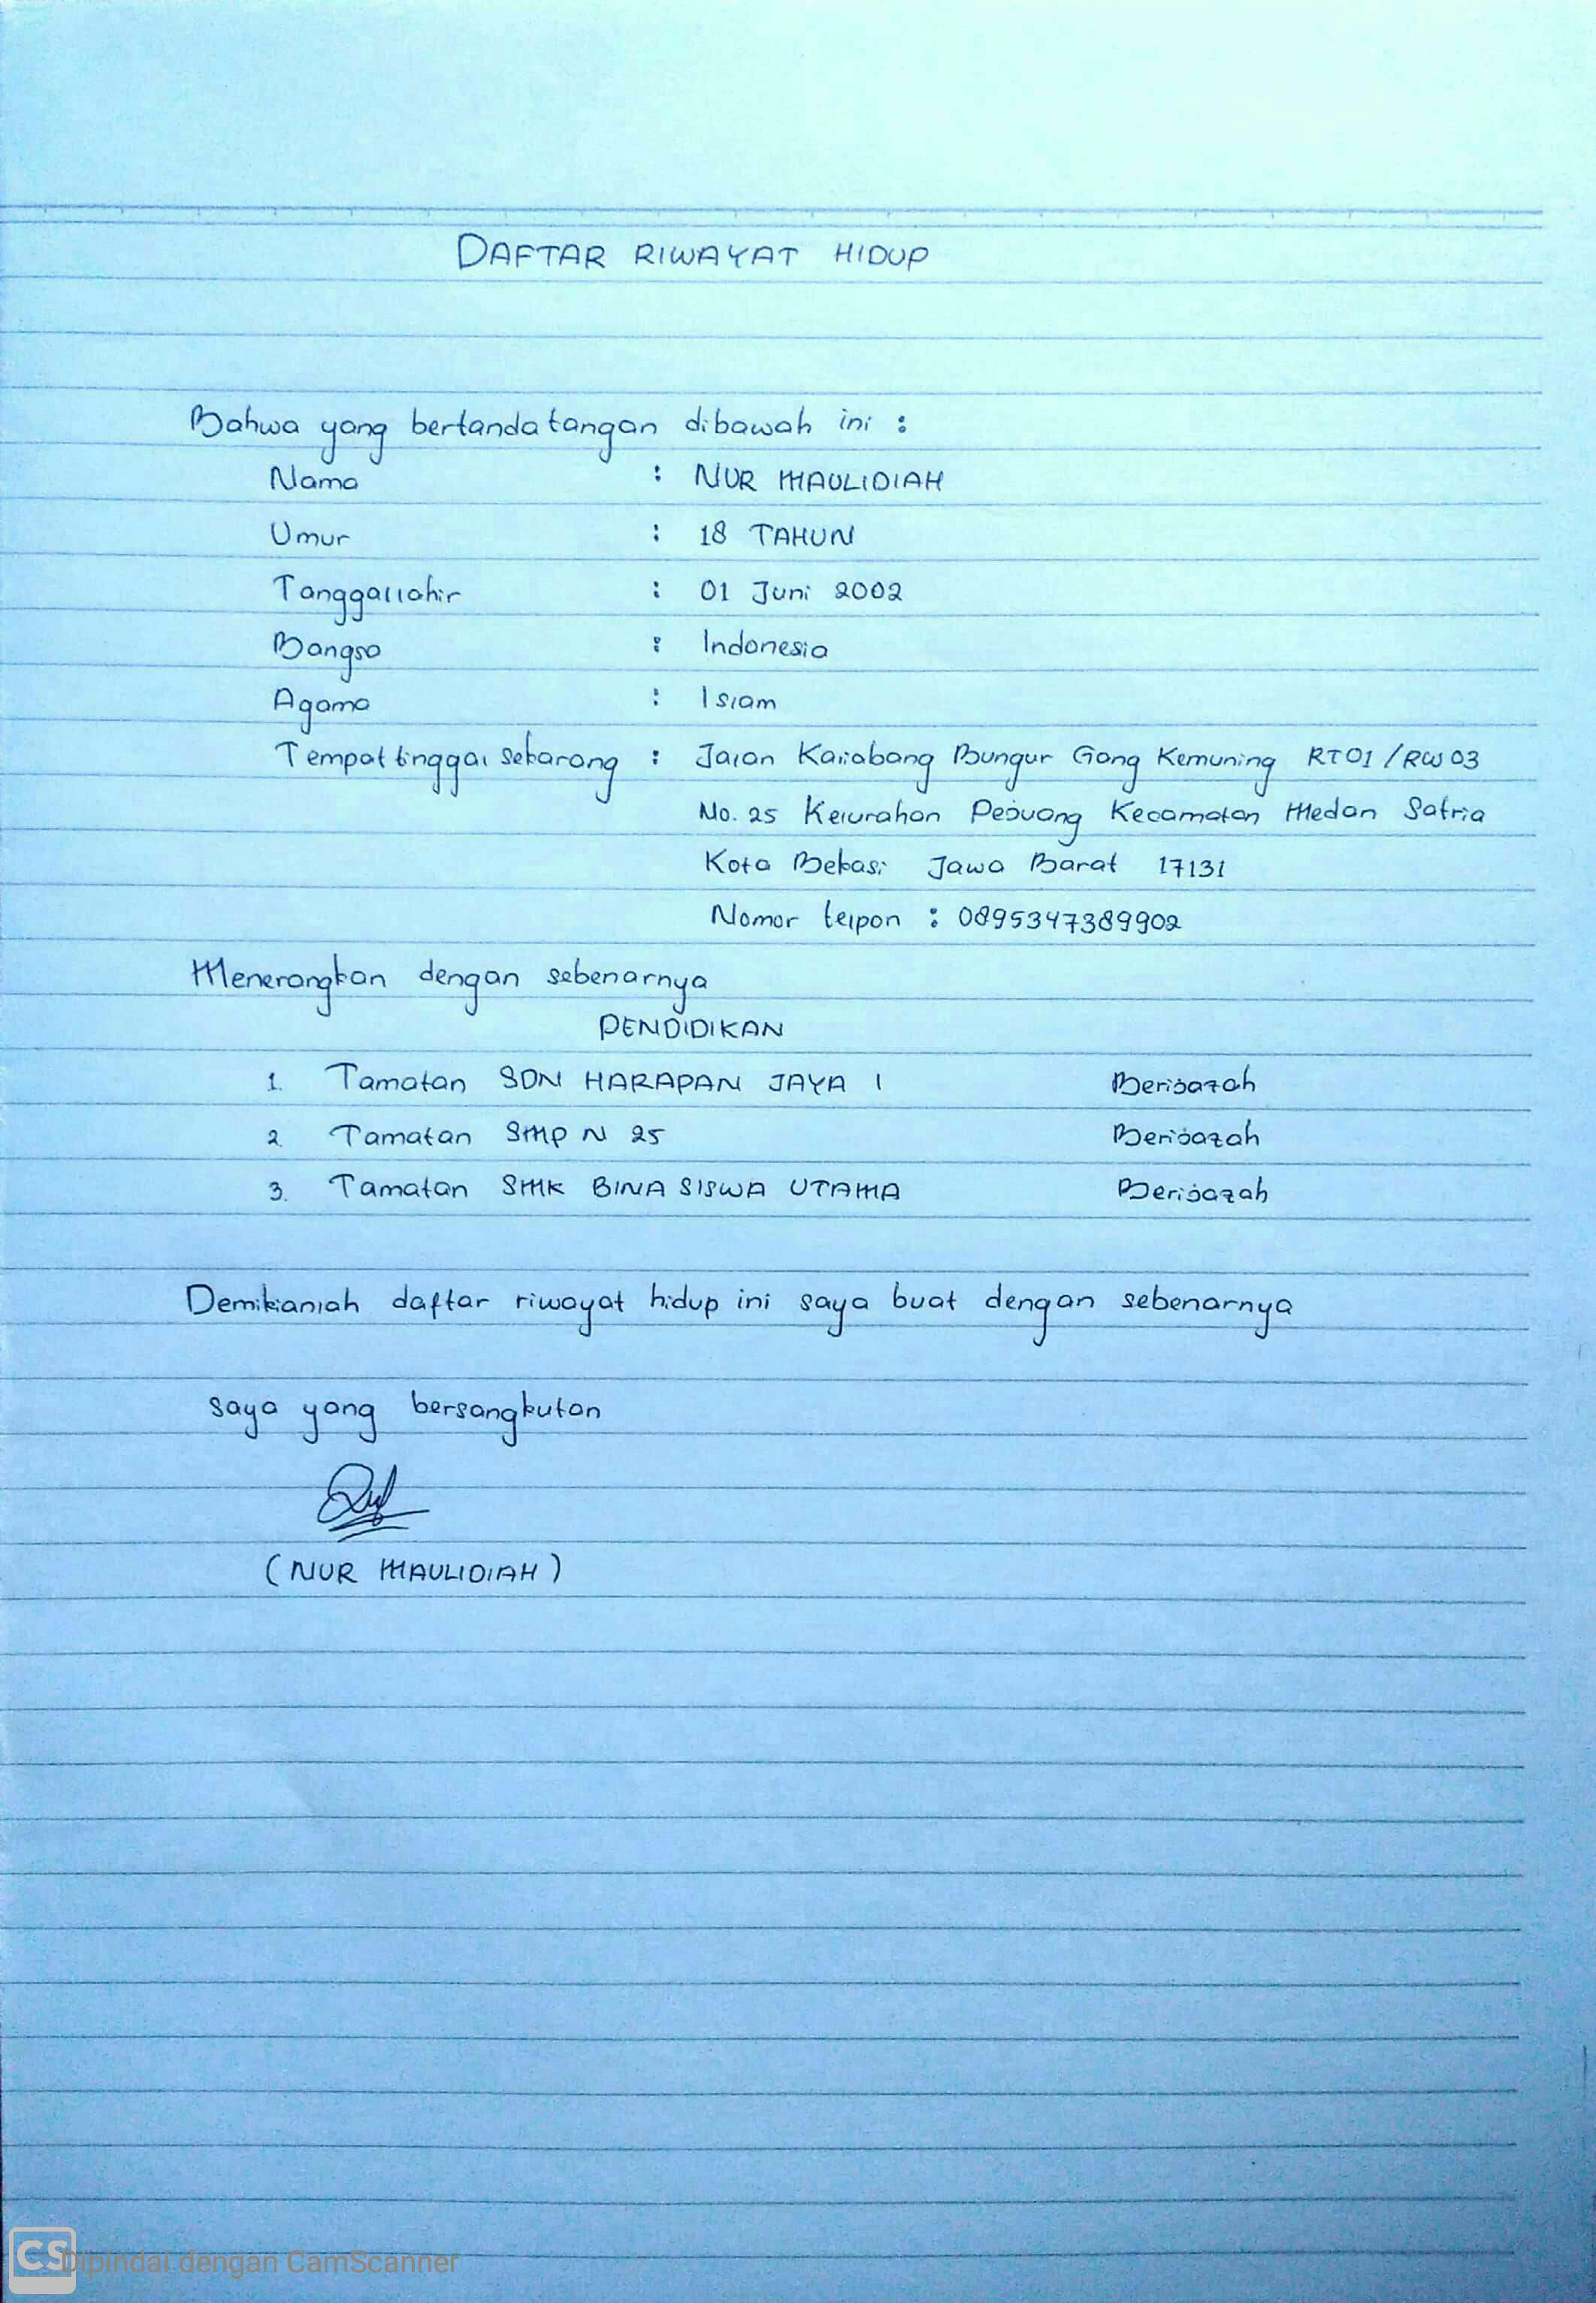 DAFTAR RIWAYAT HIDUP
Bahwa yang bertandatangan dibawah ini :
Nama : NUR MAULIDIAH
Umur : 18 TAHUN
Tanggal lahir : 01 Juni 2002
Bangsa : Indonesia
Agama : Islam
Tempat tinggal sekarang : Jalan Kaliabang Bungur Gang Kemuning RT01/RW03
No. 25 Kelurahan Pejuang Kecamatan Medan Satria
Kota Bekasi Jawa Barat 17131
Nomor telpon : 0895347389902
Menerangkan dengan sebenarnya
PENDIDIKAN
1. Tamatan SDN HARAPAN JAYA 1 Berijazah
2. Tamatan SMP N 25 Berijazah
3. Tamatan SMK BINA SISWA UTAMA Berijazah
Demikianlah daftar riwayat hidup ini saya buat dengan sebenarnya
saya yang bersangkutan
(NUR MAULIDIAH)
CS Dipindai dengan CamScanner